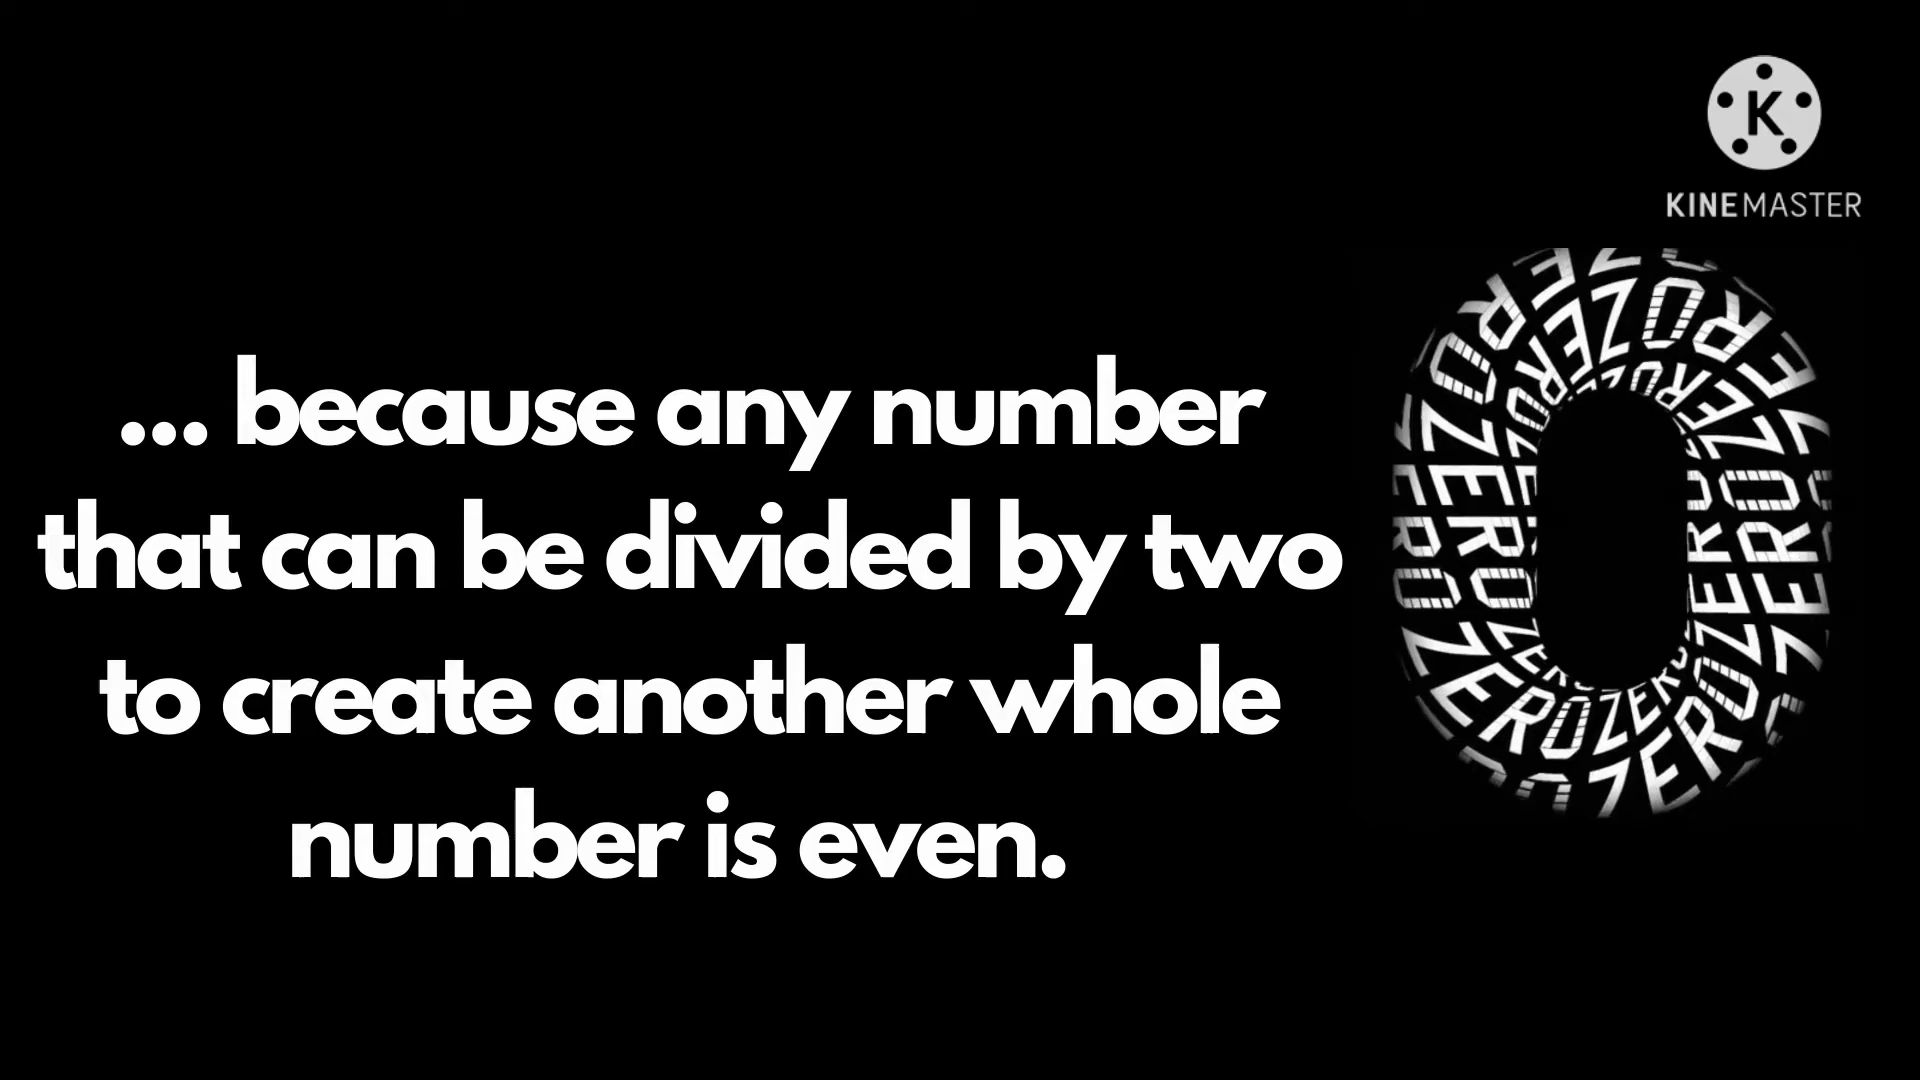 K
KINEMASTER
... because any number
that can be divided by two
to create another whole
number is even.
ZERO